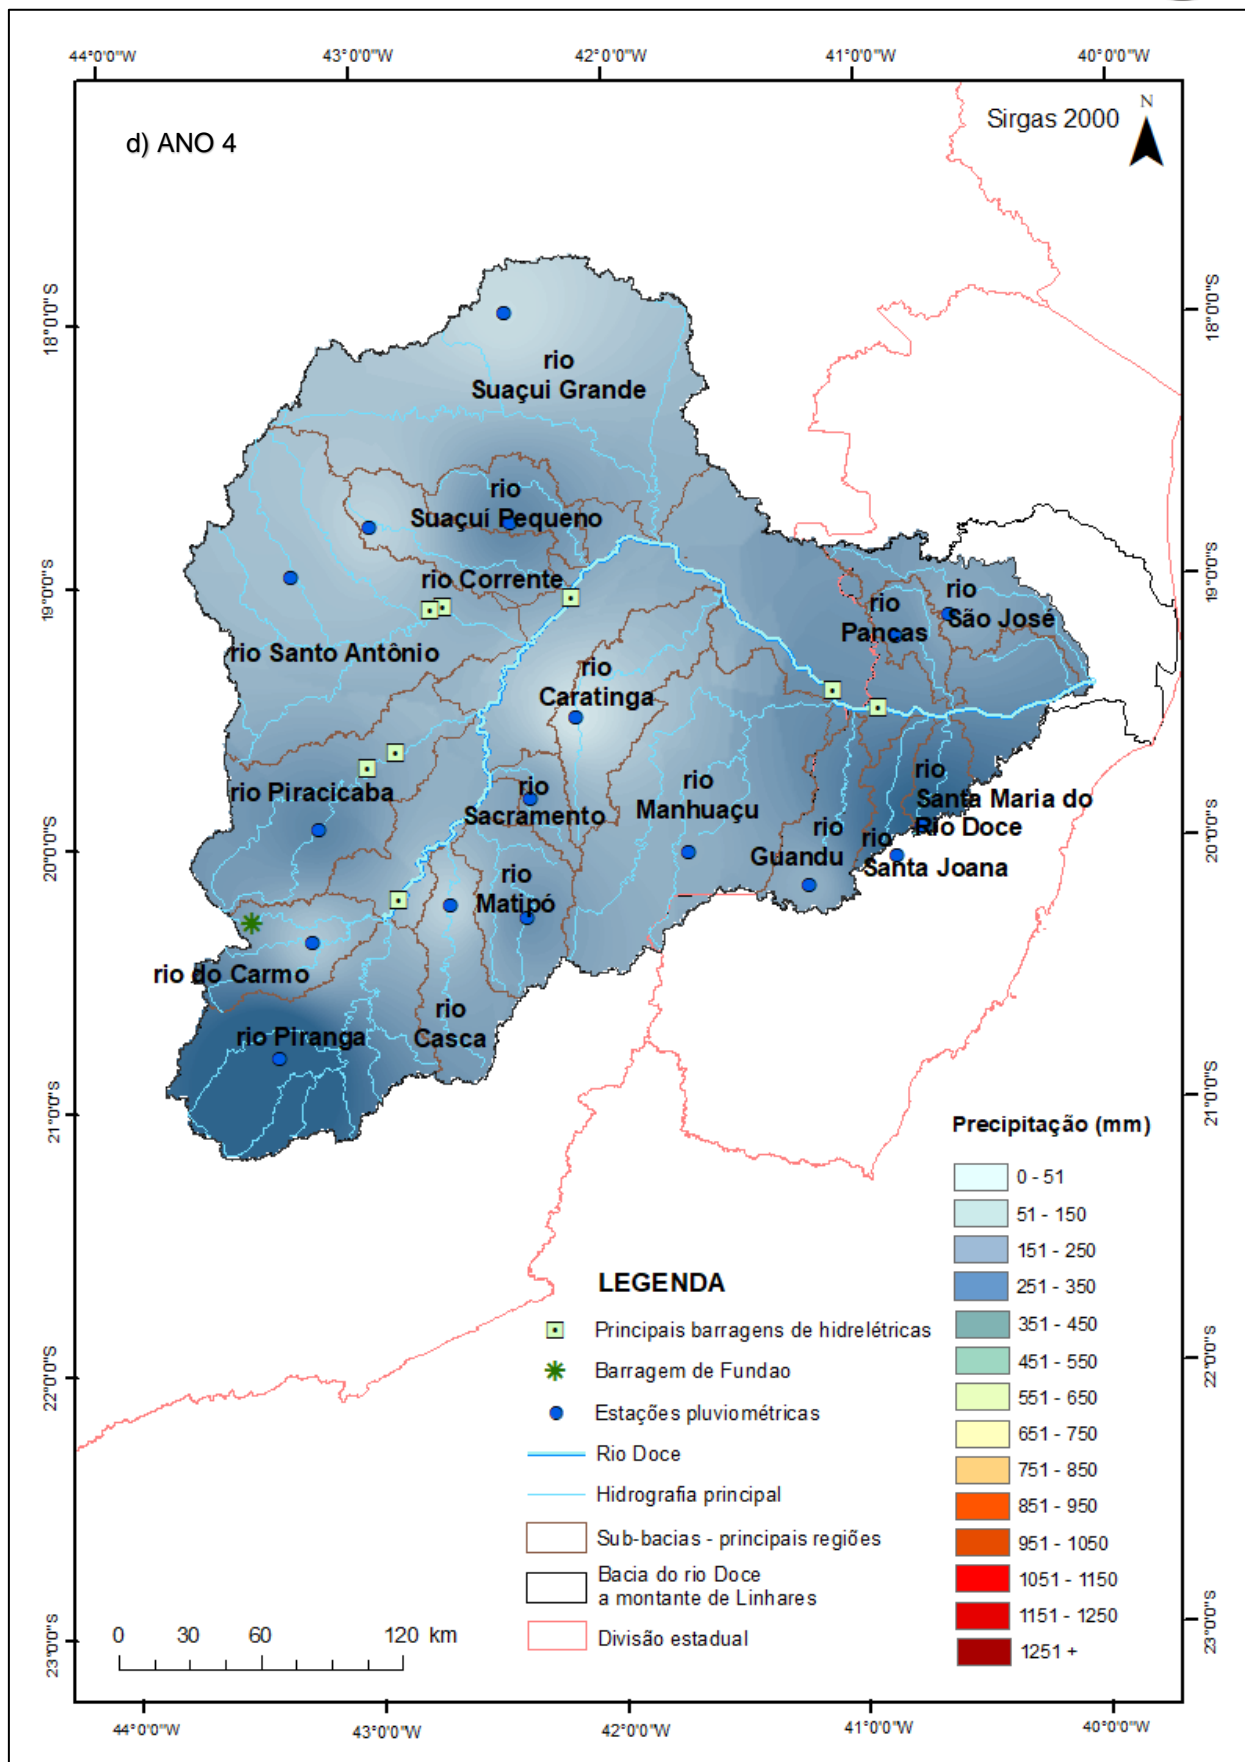 44°0'0"W 43°0'0"W 42°0'0"W 41°0'0"W 40°0'0"W
Sirgas 2000
N
d) ANO 4
18°0'0"S
18°0'0"S
rio
Suaçui Grande
rio
Suaçuí Pequeno
19°0'0"S
19°0'0"S
rio Corrente
rio
Pancas
rio
São José
rio Santo Antônio
rio
Caratinga
rio Piracicaba
rio
Sacramento
rio
Manhuaçu
rio
Santa Maria do
Rio Doce
20°0'0"S
20°0'0"S
rio
Guandu
rio
Santa Joana
rio
Matipó
rio do Carmo
rio
Casca
rio Piranga
21°0'0"S
21°0'0"S
Precipitação (mm)
0 - 51
51 - 150
151 - 250
251 - 350
351 - 450
451 - 550
551 - 650
651 - 750
751 - 850
851 - 950
951 - 1050
1051 - 1150
1151 - 1250
1251 +
LEGENDA
Principais barragens de hidrelétricas
Barragem de Fundao
Estações pluviométricas
Rio Doce
Hidrografia principal
Sub-bacias - principais regiões
Bacia do rio Doce
a montante de Linhares
Divisão estadual
22°0'0"S
22°0'0"S
0 30 60 120 km
23°0'0"S
23°0'0"S
44°0'0"W 43°0'0"W 42°0'0"W 41°0'0"W 40°0'0"W